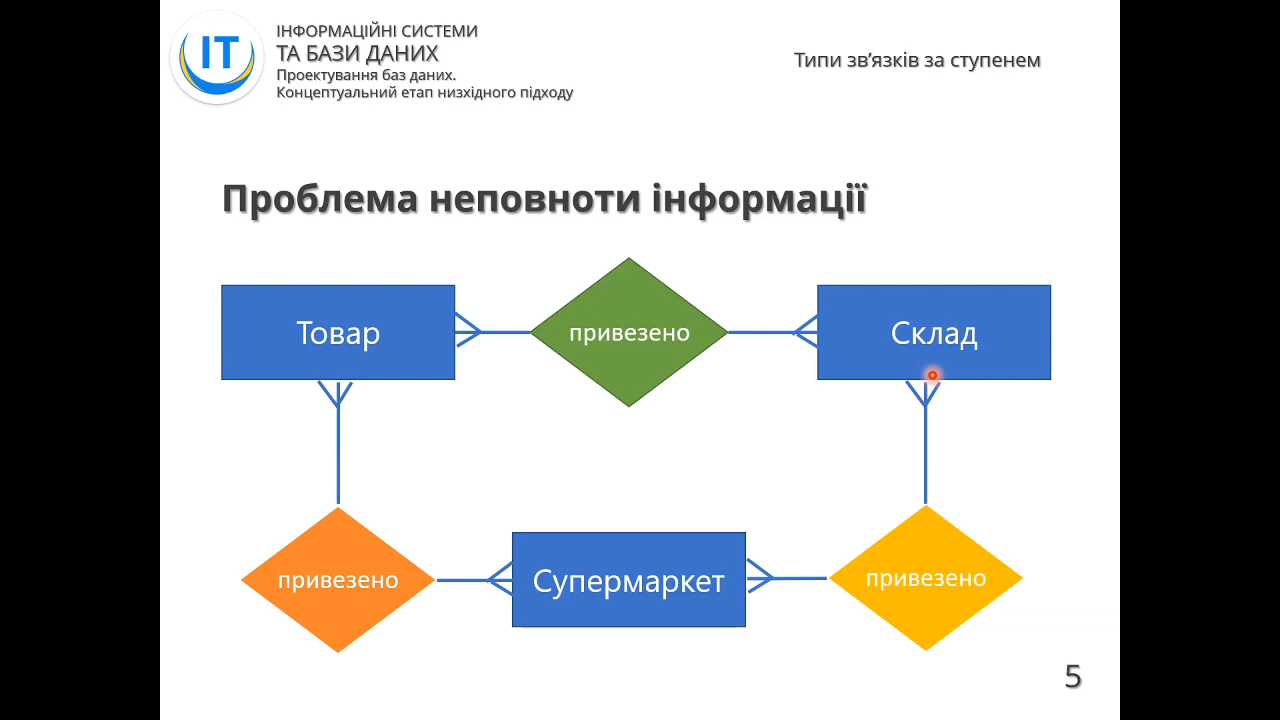 ІТ
ІНФОРМАЦІЙНІ СИСТЕМИ
ТА БАЗИ ДАНИХ
Проектування баз даних.
Концептуальний етап низхідного підходу
Типи зв’язків за ступенем
Проблема неповноти інформації
Товар
привезено
Склад
привезено
Супермаркет
привезено
5